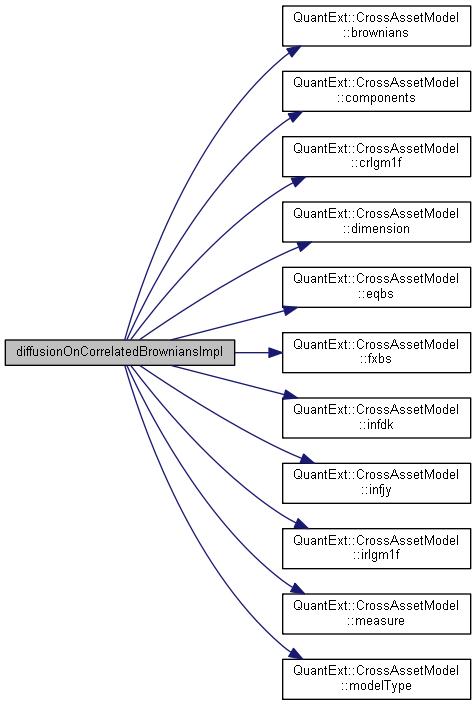 QuantExt::CrossAssetModel
::brownians
QuantExt::CrossAssetModel
::components
QuantExt::CrossAssetModel
::crlgm1f
QuantExt::CrossAssetModel
::dimension
QuantExt::CrossAssetModel
::eqbs
diffusionOnCorrelatedBrowniansImpl
QuantExt::CrossAssetModel
::fxbs
QuantExt::CrossAssetModel
::infdk
QuantExt::CrossAssetModel
::infjy
QuantExt::CrossAssetModel
::irlgm1f
QuantExt::CrossAssetModel
::measure
QuantExt::CrossAssetModel
::modelType